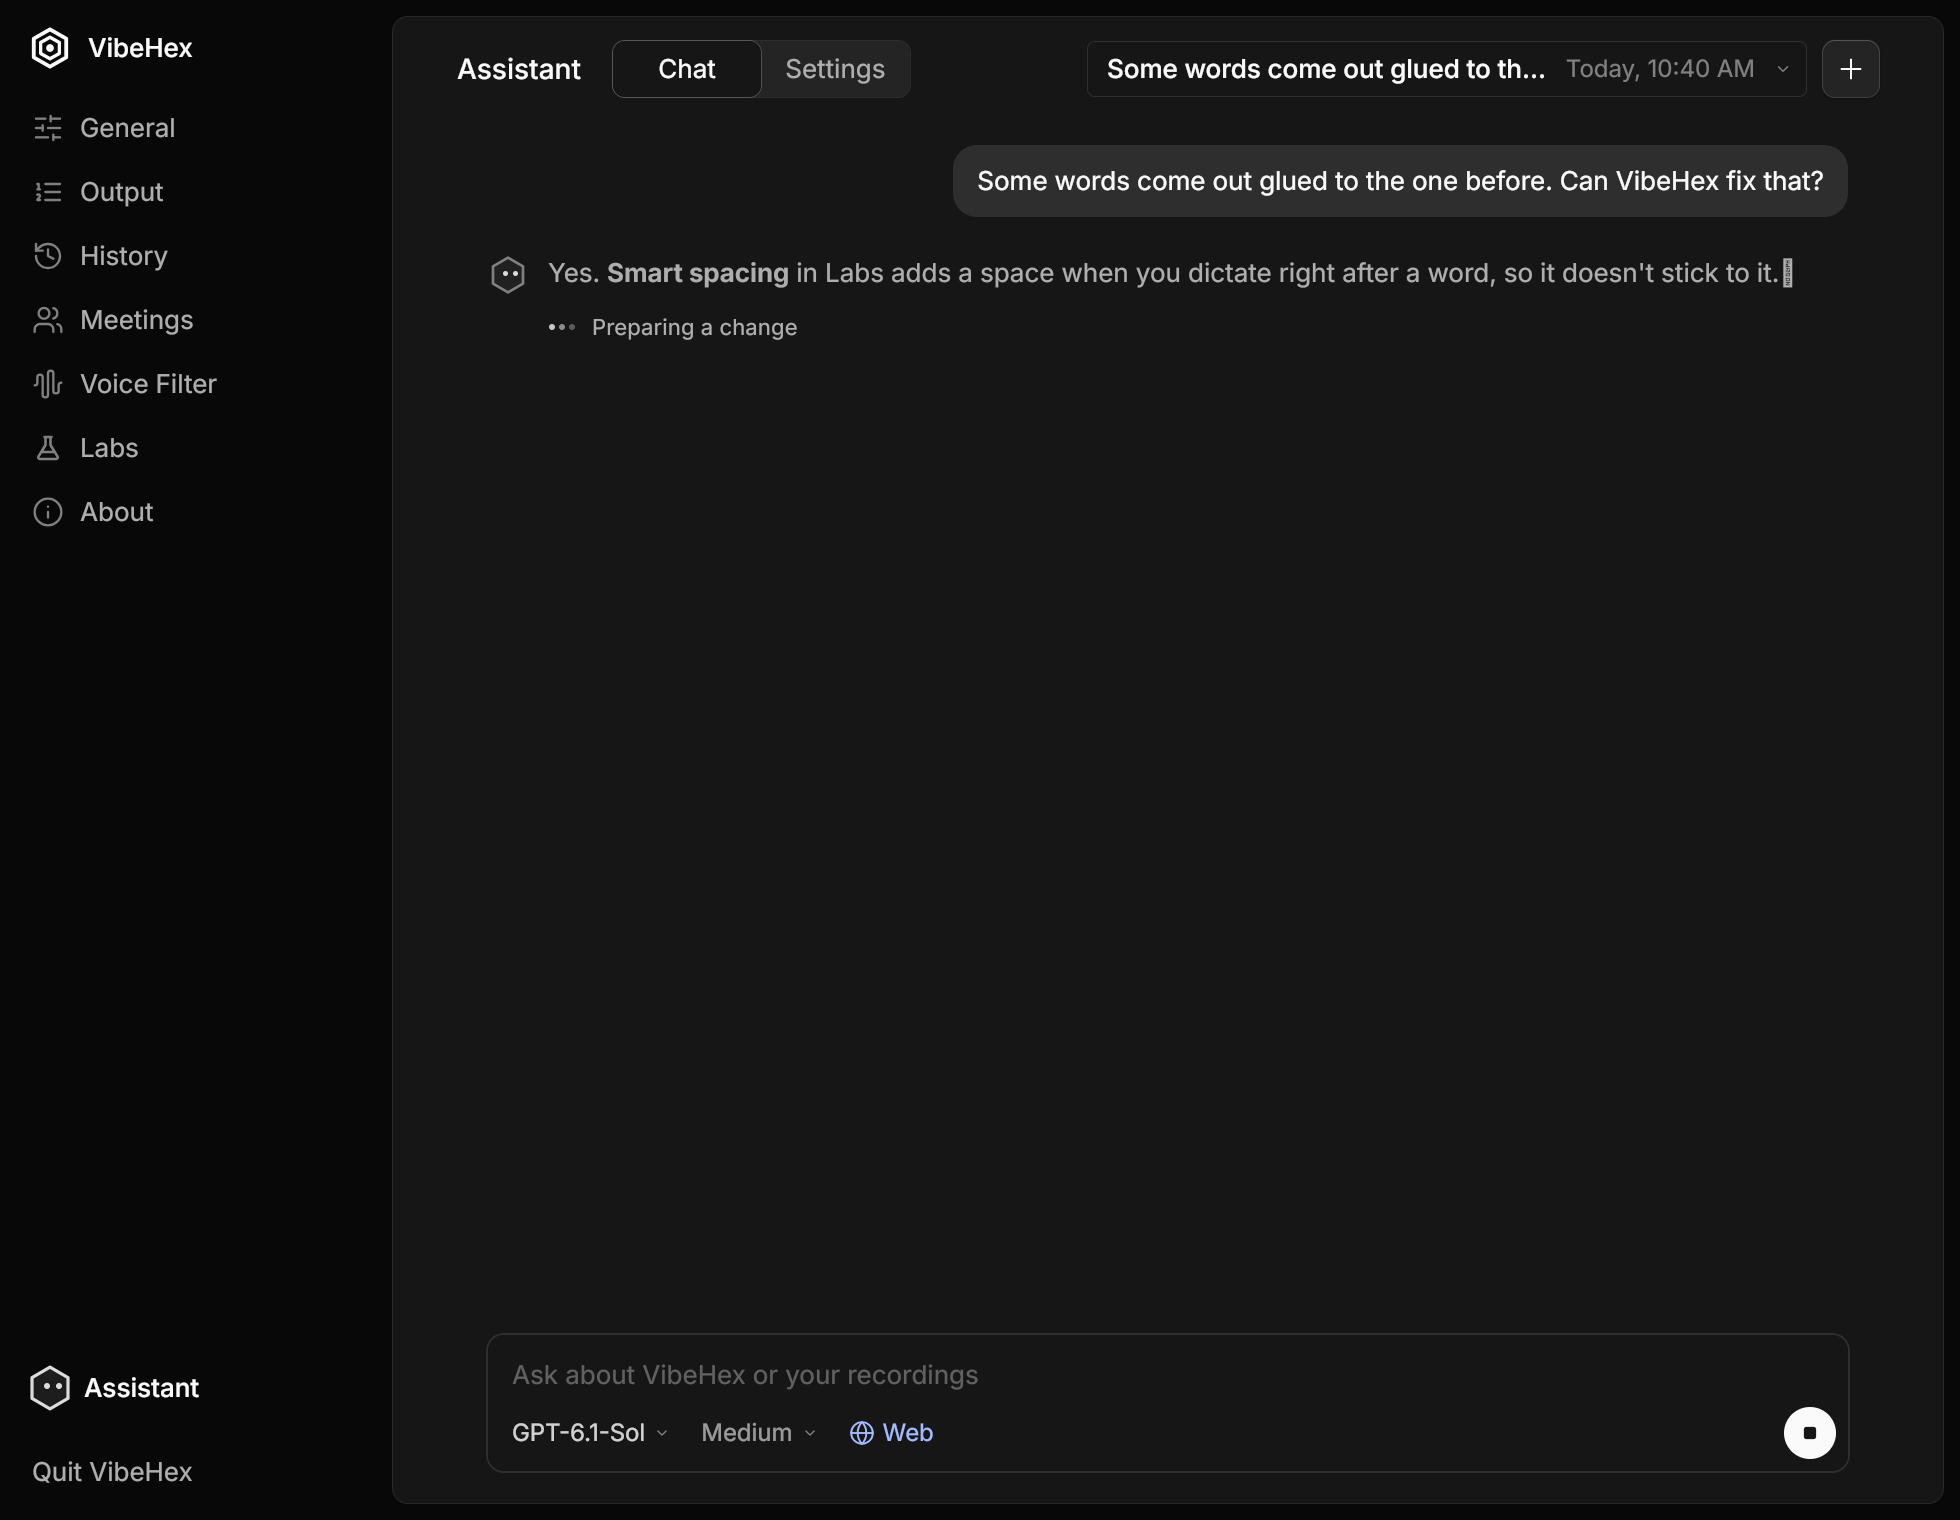 VibeHex
General
Output
History
Meetings
Voice Filter
Labs
About
Assistant
Quit VibeHex
Assistant
Chat
Settings
Some words come out glued to th...
Today, 10:40 AM
Some words come out glued to the one before. Can VibeHex fix that?
Yes. Smart spacing in Labs adds a space when you dictate right after a word, so it doesn't stick to it.
Preparing a change
Ask about VibeHex or your recordings
GPT-6.1-Sol
Medium
Web